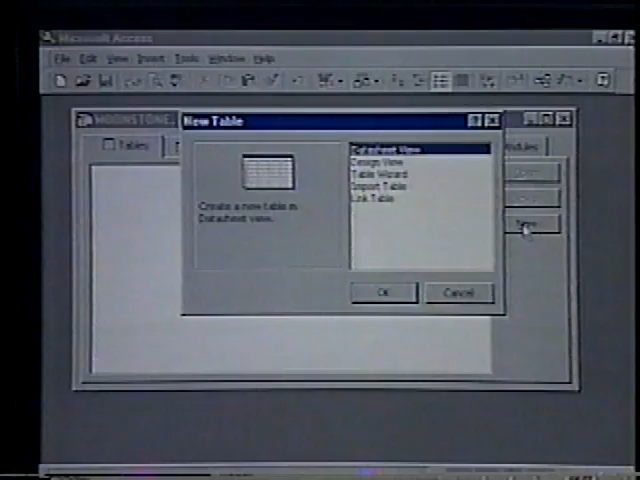 Microsoft Access
File Edit View Insert Tools Window Help
MOONSTONE
New Table
Tables
Modules
Datasheet View
Design View
Table Wizard
Import Table
Link Table
Create a new table in
Datasheet view.
New
OK
Cancel